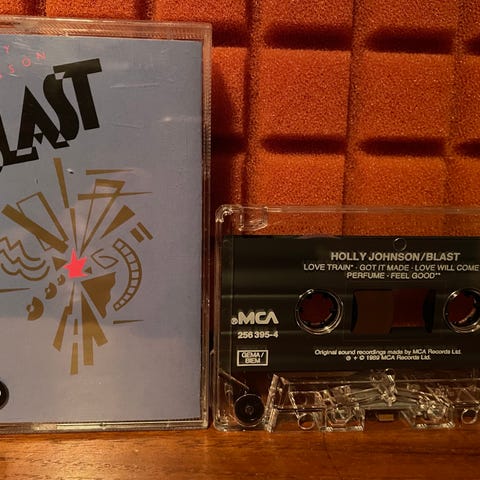 BLAST
HOLLY JOHNSON/BLAST
LOVE TRAIN* · GOT IT MADE · LOVE WILL COME
PERFUME · FEEL GOOD**
MCA
256 395-4
GEMA/
BIEM
Original sound recordings made by MCA Records Ltd.
℗ + © 1989 MCA Records Ltd.